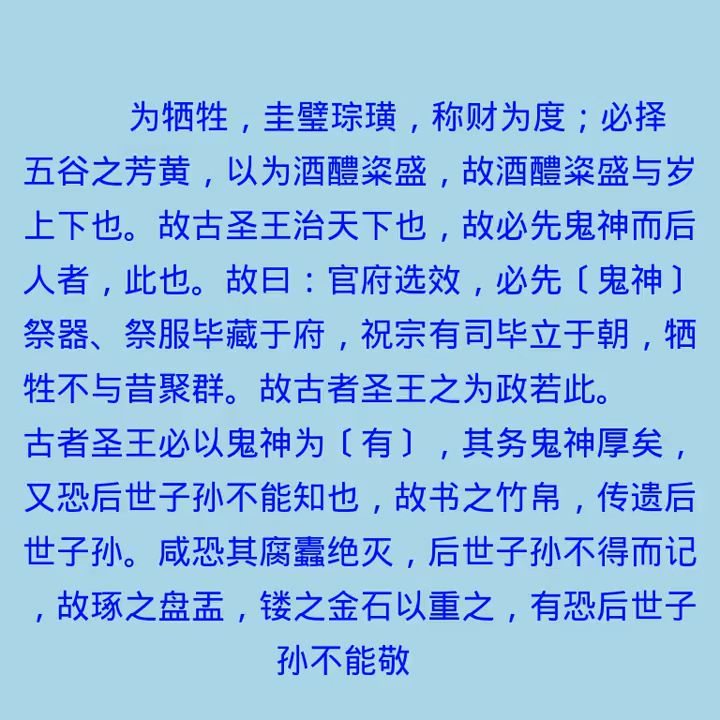 为牺牲，圭璧琮璜，称财为度；必择
五谷之芳黄，以为酒醴粢盛，故酒醴粢盛与岁
上下也。故古圣王治天下也，故必先鬼神而后
人者，此也。故曰：官府选效，必先〔鬼神〕
祭器、祭服毕藏于府，祝宗有司毕立于朝，牺
牲不与昔聚群。故古者圣王之为政若此。
古者圣王必以鬼神为〔有〕，其务鬼神厚矣，
又恐后世子孙不能知也，故书之竹帛，传遗后
世子孙。咸恐其腐蠹绝灭，后世子孙不得而记
，故琢之盘盂，镂之金石以重之，有恐后世子
孙不能敬